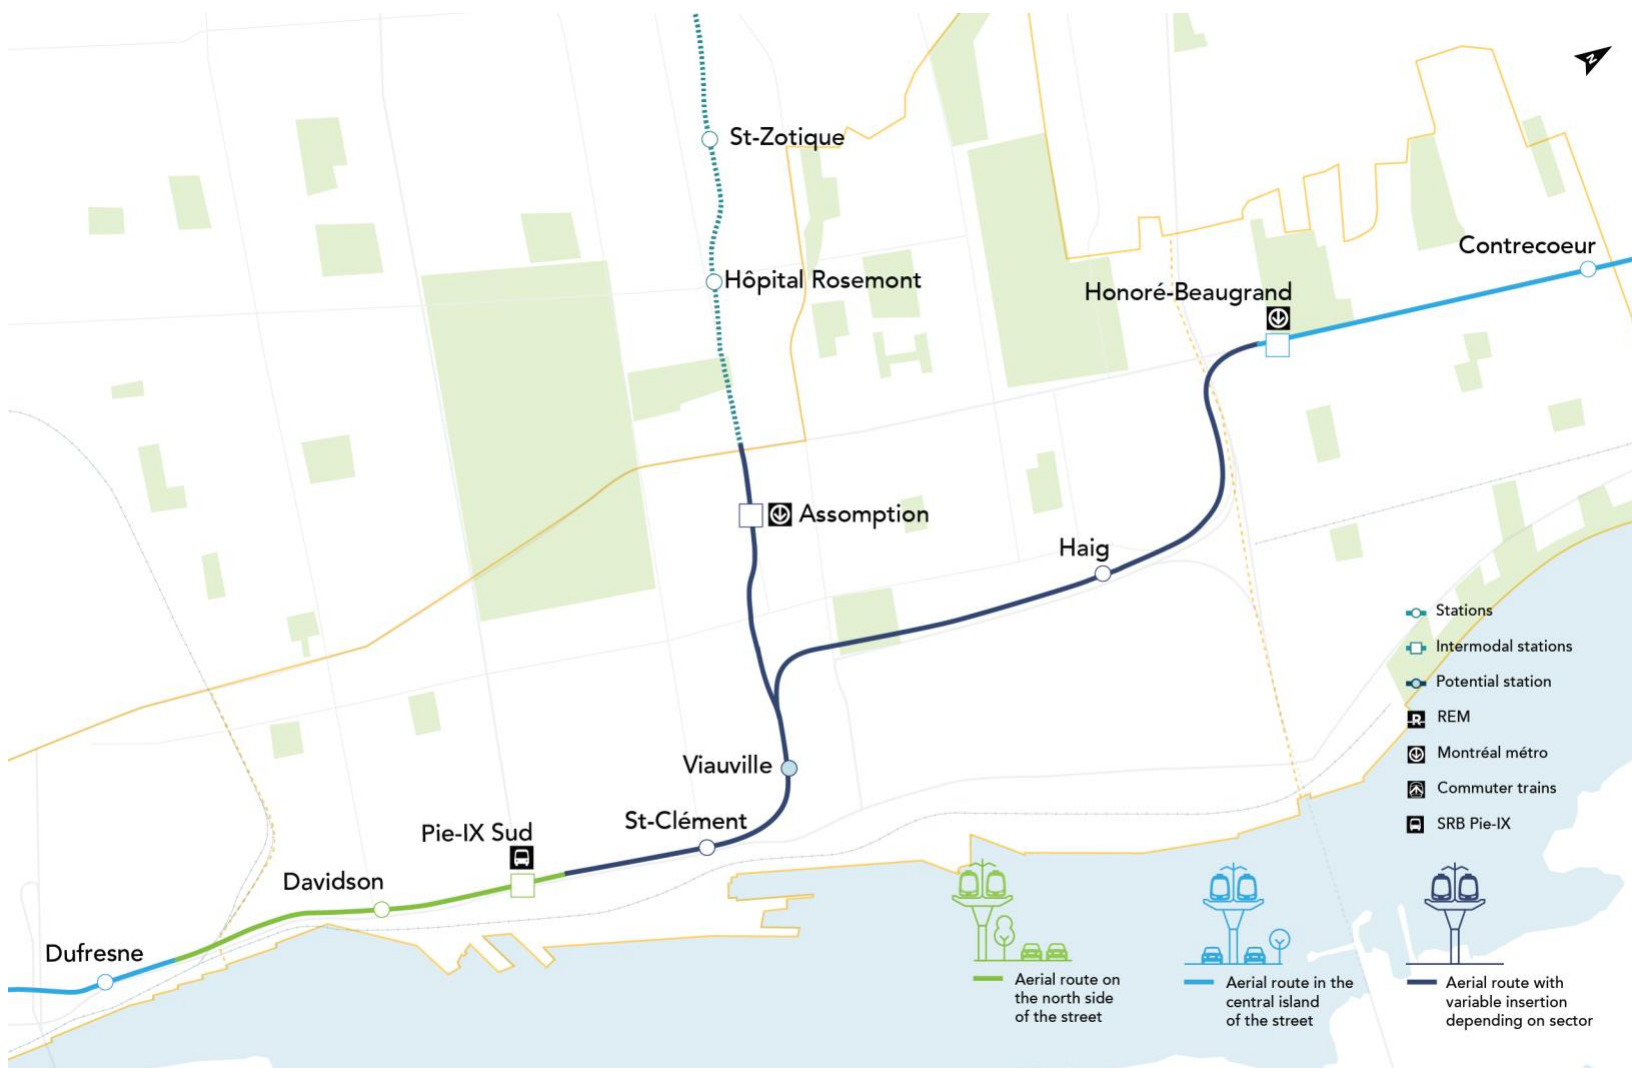 N
St-Zotique
Contrecoeur
Hôpital Rosemont
Honoré-Beaugrand
Assomption
Haig
Viauville
St-Clément
Pie-IX Sud
Davidson
Dufresne
Stations
Intermodal stations
Potential station
R
REM
Montréal métro
Commuter trains
SRB Pie-IX
Aerial route on
the north side
of the street
Aerial route in the
central island
of the street
Aerial route with
variable insertion
depending on sector